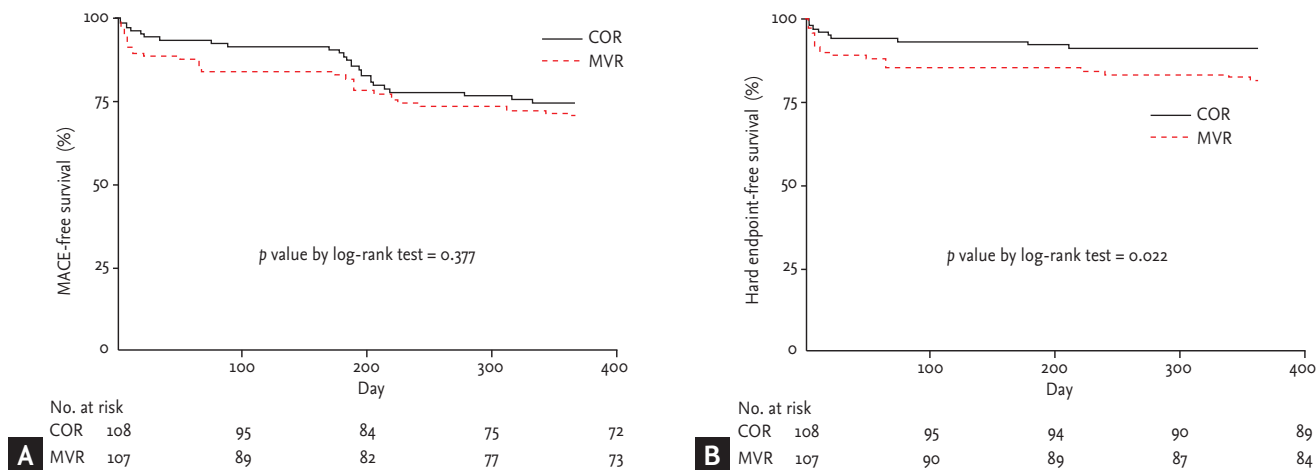 100
75
50
25
0
MACE-free survival (%)
COR
MVR
p value by log-rank test = 0.377
100 200 300 400
Day
No. at risk
COR 108 95 84 75 72
MVR 107 89 82 77 73
A
100
75
50
25
0
Hard endpoint-free survival (%)
COR
MVR
p value by log-rank test = 0.022
100 200 300 400
Day
No. at risk
COR 108 95 94 90 89
MVR 107 90 89 87 84
B